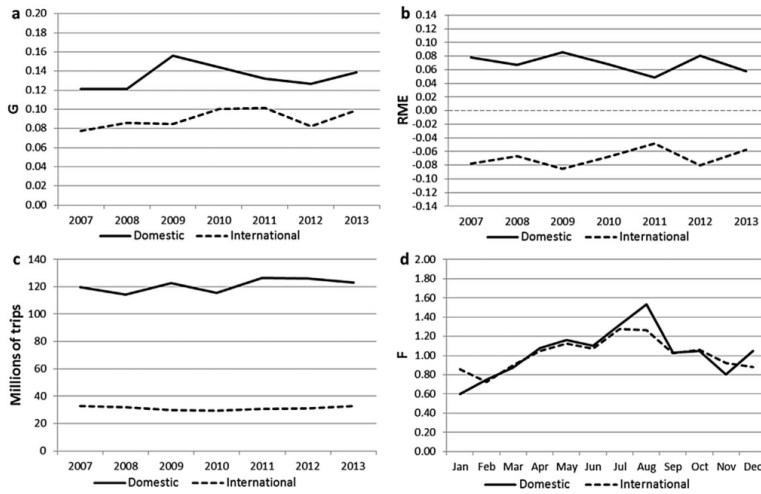 a
0.20
0.18
0.16
0.14
0.12
0.10
0.08
0.06
0.04
0.02
0.00
G
2007 2008 2009 2010 2011 2012 2013
Domestic International
b
0.14
0.12
0.10
0.08
0.06
0.04
0.02
0.00
-0.02
-0.04
-0.06
-0.08
-0.10
-0.12
-0.14
RME
2007 2008 2009 2010 2011 2012 2013
Domestic International
c
140
120
100
80
60
40
20
0
Millions of trips
2007 2008 2009 2010 2011 2012 2013
Domestic International
d
2.00
1.80
1.60
1.40
1.20
1.00
0.80
0.60
0.40
0.20
0.00
F
Jan Feb Mar Apr May Jun Jul Aug Sep Oct Nov Dec
Domestic International